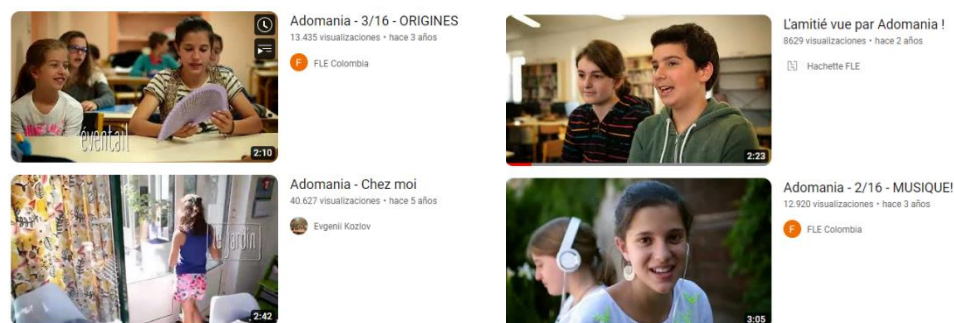 Adomania - 3/16 - ORIGINES
13.435 visualizaciones • hace 3 años
F FLE Colombia
éventail
2:10
L'amitié vue par Adomania !
8629 visualizaciones • hace 2 años
Hachette FLE
2:23
Adomania - Chez moi
40.627 visualizaciones • hace 5 años
Evgenii Kozlov
le jardin
2:42
Adomania - 2/16 - MUSIQUE!
12.920 visualizaciones • hace 3 años
F FLE Colombia
3:05